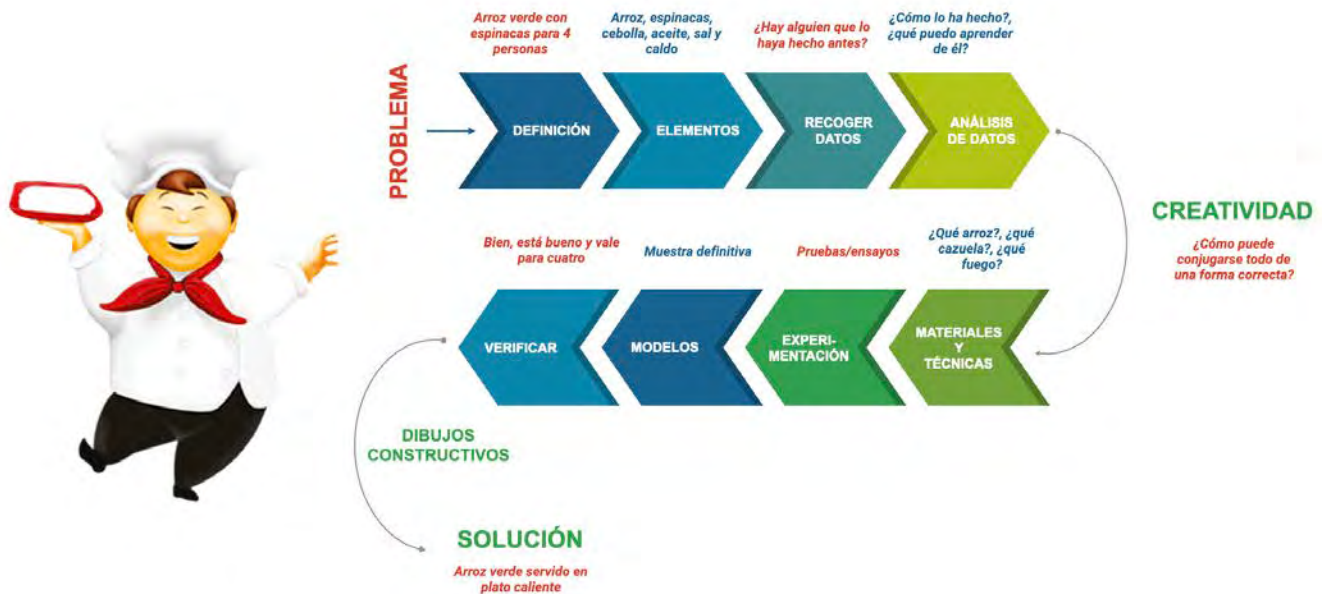 PROBLEMA
Arroz verde con
espinacas para 4
personas
DEFINICIÓN
Arroz, espinacas,
cebolla, aceite, sal y
caldo
ELEMENTOS
¿Hay alguien que lo
haya hecho antes?
RECOGER
DATOS
¿Cómo lo ha hecho?,
¿qué puedo aprender
de él?
ANÁLISIS
DE DATOS
CREATIVIDAD
¿Cómo puede
conjugarse todo de
una forma correcta?
¿Qué arroz?, ¿qué
cazuela?, ¿qué
fuego?
MATERIALES
Y
TÉCNICAS
Pruebas/ensayos
EXPERI-
MENTACIÓN
Muestra definitiva
MODELOS
Bien, está bueno y vale
para cuatro
VERIFICAR
DIBUJOS
CONSTRUCTIVOS
SOLUCIÓN
Arroz verde servido en
plato caliente